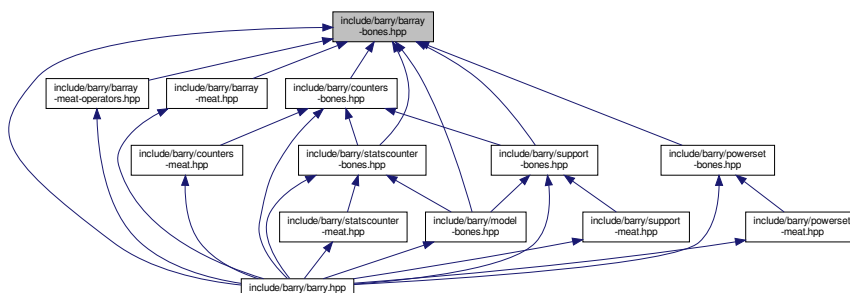 include/barry/barray
-bones.hpp
include/barry/barray
-meat-operators.hpp
include/barry/barray
-meat.hpp
include/barry/counters
-bones.hpp
include/barry/counters
-meat.hpp
include/barry/statscounter
-bones.hpp
include/barry/support
-bones.hpp
include/barry/powerset
-bones.hpp
include/barry/statscounter
-meat.hpp
include/barry/model
-bones.hpp
include/barry/support
-meat.hpp
include/barry/powerset
-meat.hpp
include/barry/barry.hpp